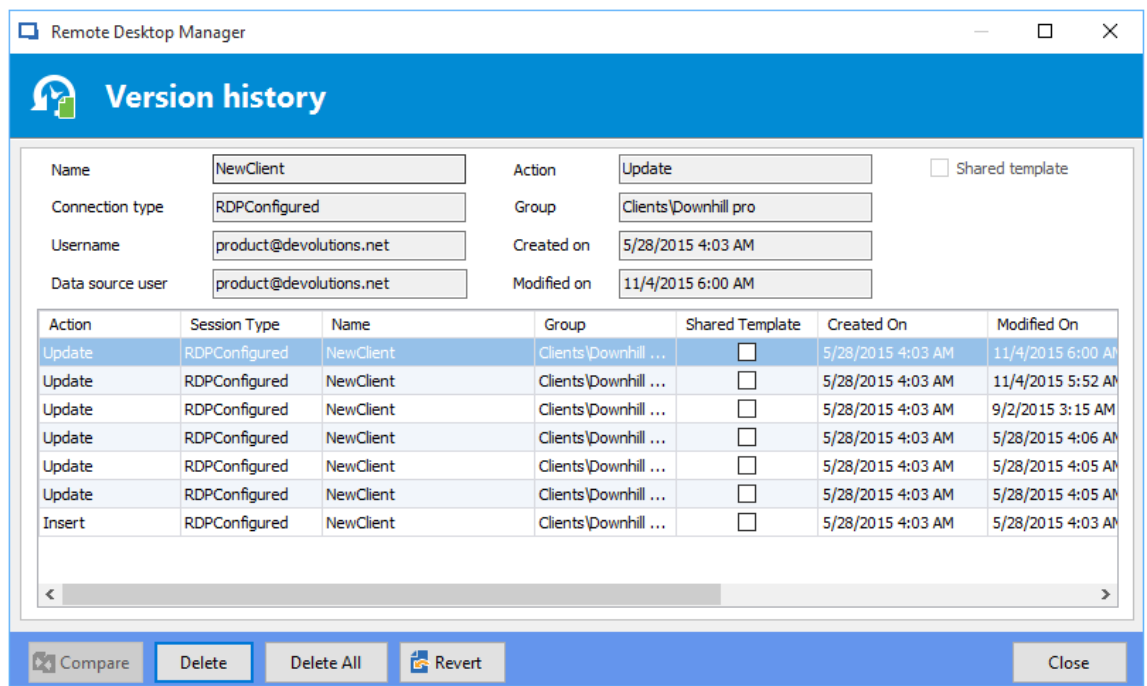 Remote Desktop Manager
Version history
Name NewClient Action Update Shared template
Connection type RDPConfigured Group Clients\Downhill pro
Username product@devolutions.net Created on 5/28/2015 4:03 AM
Data source user product@devolutions.net Modified on 11/4/2015 6:00 AM
Action Session Type Name Group Shared Template Created On Modified On
Update RDPConfigured NewClient Clients\Downhill ... 5/28/2015 4:03 AM 11/4/2015 6:00 AM
Update RDPConfigured NewClient Clients\Downhill ... 5/28/2015 4:03 AM 11/4/2015 5:52 AM
Update RDPConfigured NewClient Clients\Downhill ... 5/28/2015 4:03 AM 9/2/2015 3:15 AM
Update RDPConfigured NewClient Clients\Downhill ... 5/28/2015 4:03 AM 5/28/2015 4:06 AM
Update RDPConfigured NewClient Clients\Downhill ... 5/28/2015 4:03 AM 5/28/2015 4:05 AM
Update RDPConfigured NewClient Clients\Downhill ... 5/28/2015 4:03 AM 5/28/2015 4:05 AM
Insert RDPConfigured NewClient Clients\Downhill ... 5/28/2015 4:03 AM 5/28/2015 4:03 AM
Compare Delete Delete All Revert Close